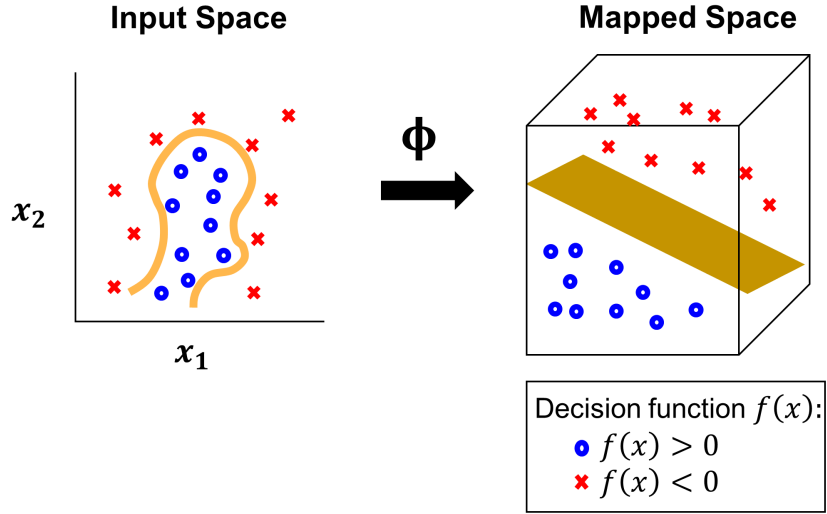 Input Space
Mapped Space
ϕ
x₂
x₁
Decision function f(x):
f(x) > 0
f(x) < 0